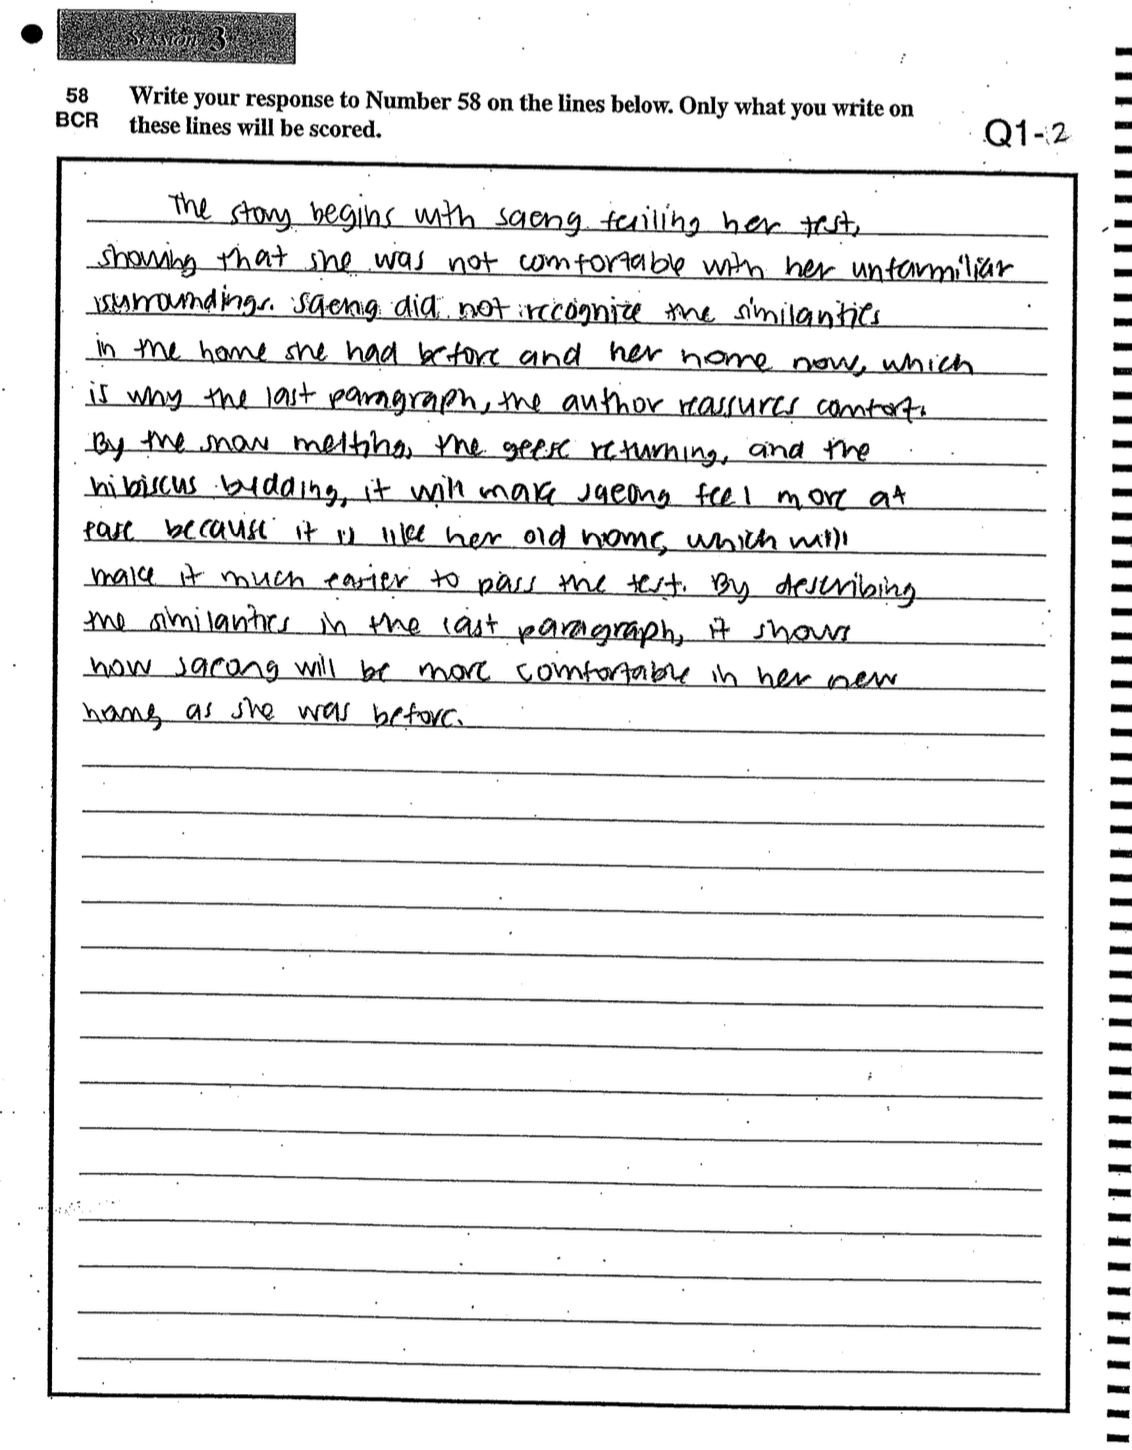 Session 3
58
BCR
Write your response to Number 58 on the lines below. Only what you write on
these lines will be scored.
Q1-2
The story begins with saeng failing her test,
showing that she was not comfortable with her unfarmiliar
surroundings. Saeng did not recognize the similarities
in the home she had before and her home now, which
is why the last paragraph, the author reassures comfort.
By the snow melting, the geese returning, and the
hibiscus budding, it will make saeong feel more at
ease because it is like her old home, which will
make it much easier to pass the test. By describing
the similarities in the last paragraph, it shows
how saeong will be more comfortable in her new
home, as she was before.